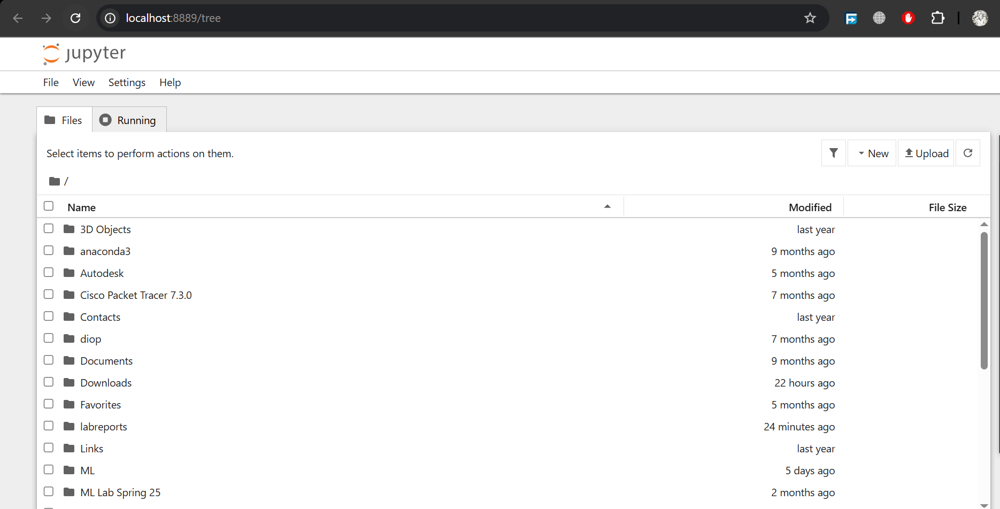 localhost:8889/tree
jupyter
File View Settings Help
Files Running
Select items to perform actions on them.
New Upload
/
Name Modified File Size
3D Objects last year
anaconda3 9 months ago
Autodesk 5 months ago
Cisco Packet Tracer 7.3.0 7 months ago
Contacts last year
diop 7 months ago
Documents 9 months ago
Downloads 22 hours ago
Favorites 5 months ago
labreports 24 minutes ago
Links last year
ML 5 days ago
ML Lab Spring 25 2 months ago